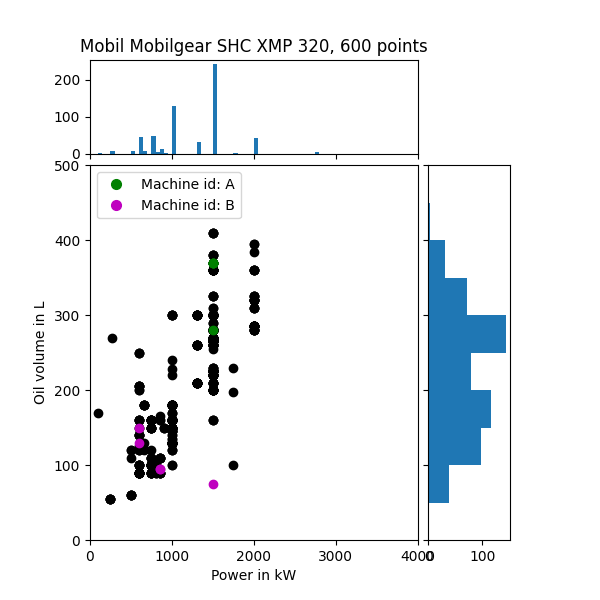 Mobil Mobilgear SHC XMP 320, 600 points
200
100
0
500
400
300
200
100
0
Oil volume in L
Machine id: A
Machine id: B
0 1000 2000 3000 4000
0 100
Power in kW